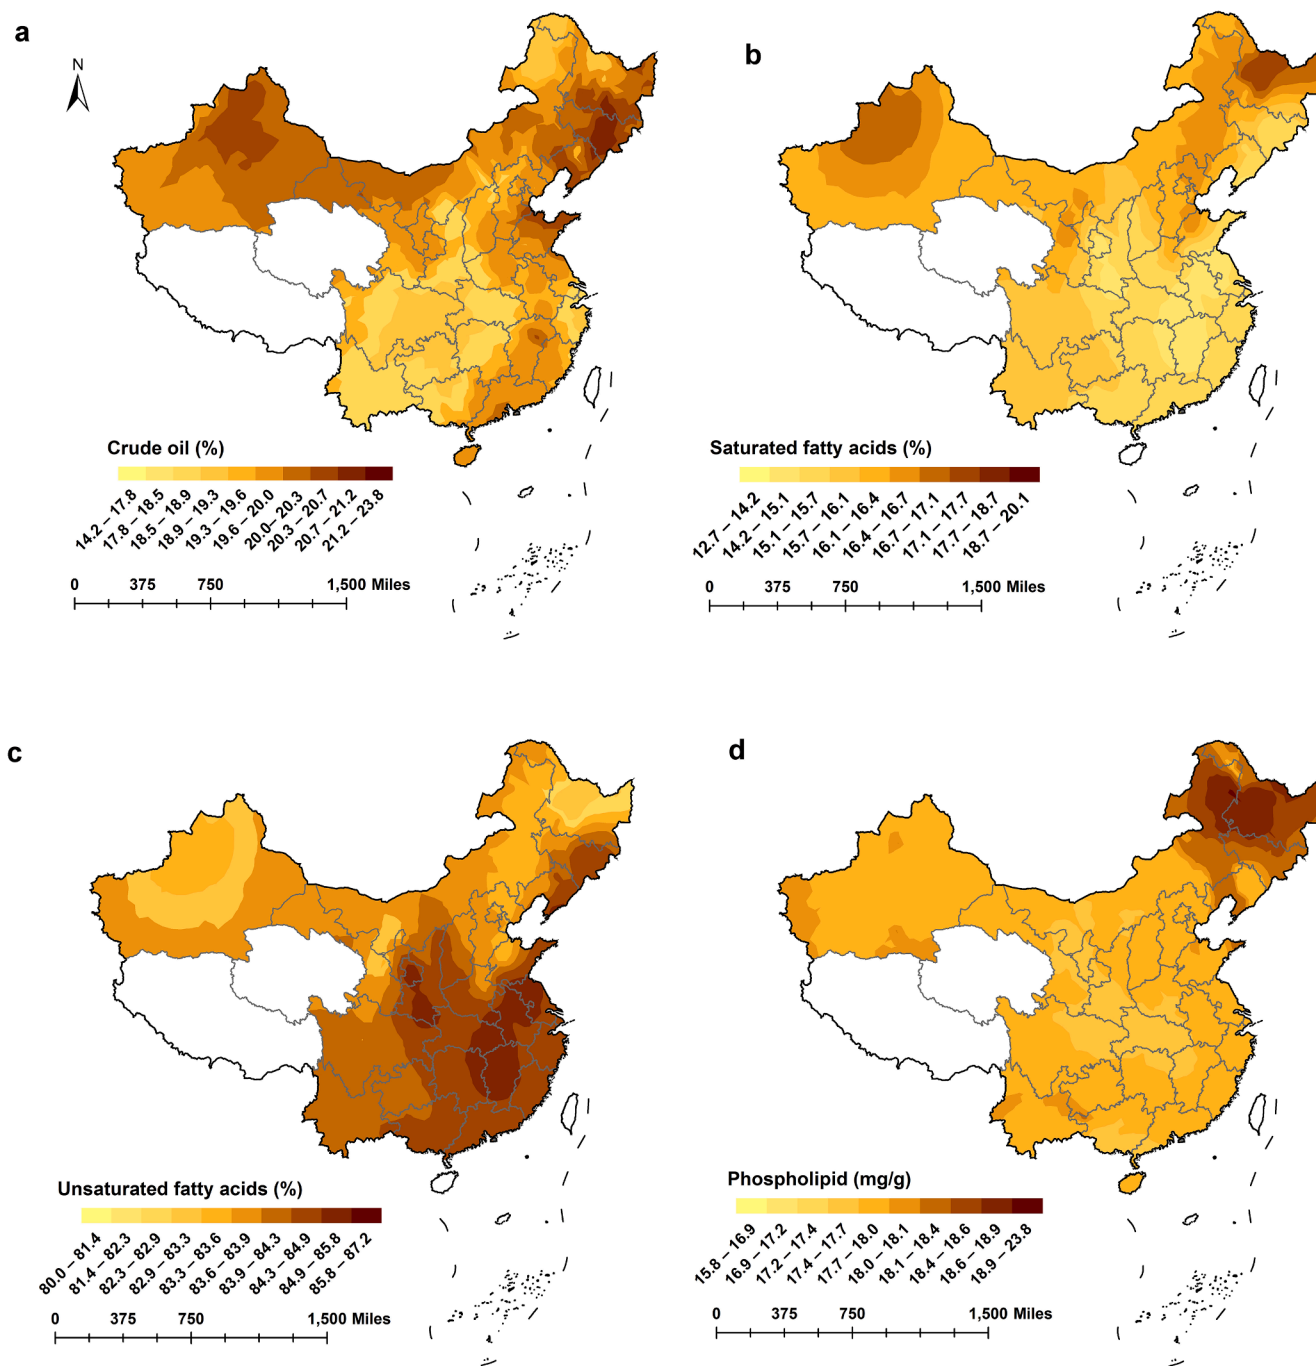 a
N
Crude oil (%)
14.2 – 17.8
17.8 – 18.5
18.5 – 18.9
18.9 – 19.3
19.3 – 19.6
19.6 – 20.0
20.0– 20.3
20.3 – 20.7
20.7 – 21.2
21.2 – 23.8
0 375 750 1,500 Miles
b
Saturated fatty acids (%)
12.7 – 14.2
14.2 – 15.1
15.1 – 15.7
15.7 – 16.1
16.1 – 16.4
16.4 – 16.7
16.7 – 17.1
17.1 – 17.7
17.7 – 18.7
18.7 – 20.1
0 375 750 1,500 Miles
c
Unsaturated fatty acids (%)
80.0 – 81.4
81.4 – 82.3
82.3 – 82.9
82.9 – 83.3
83.3 – 83.6
83.6 – 83.9
83.9 – 84.3
84.3 – 84.9
84.9 – 85.8
85.8 – 87.2
0 375 750 1,500 Miles
d
Phospholipid (mg/g)
15.8 – 16.9
16.9 – 17.2
17.2 – 17.4
17.4 – 17.7
17.7 – 18.0
18.0 – 18.1
18.1 – 18.4
18.4 – 18.6
18.6 – 18.9
18.9 – 23.8
0 375 750 1,500 Miles